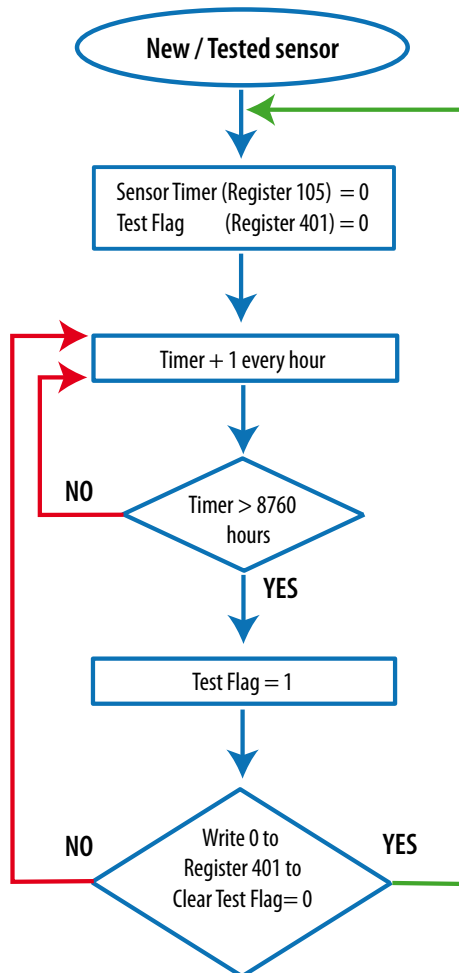 New / Tested sensor
Sensor Timer (Register 105) = 0
Test Flag (Register 401) = 0
Timer + 1 every hour
NO
Timer > 8760
hours
YES
Test Flag = 1
NO
Write 0 to
Register 401 to
Clear Test Flag= 0
YES